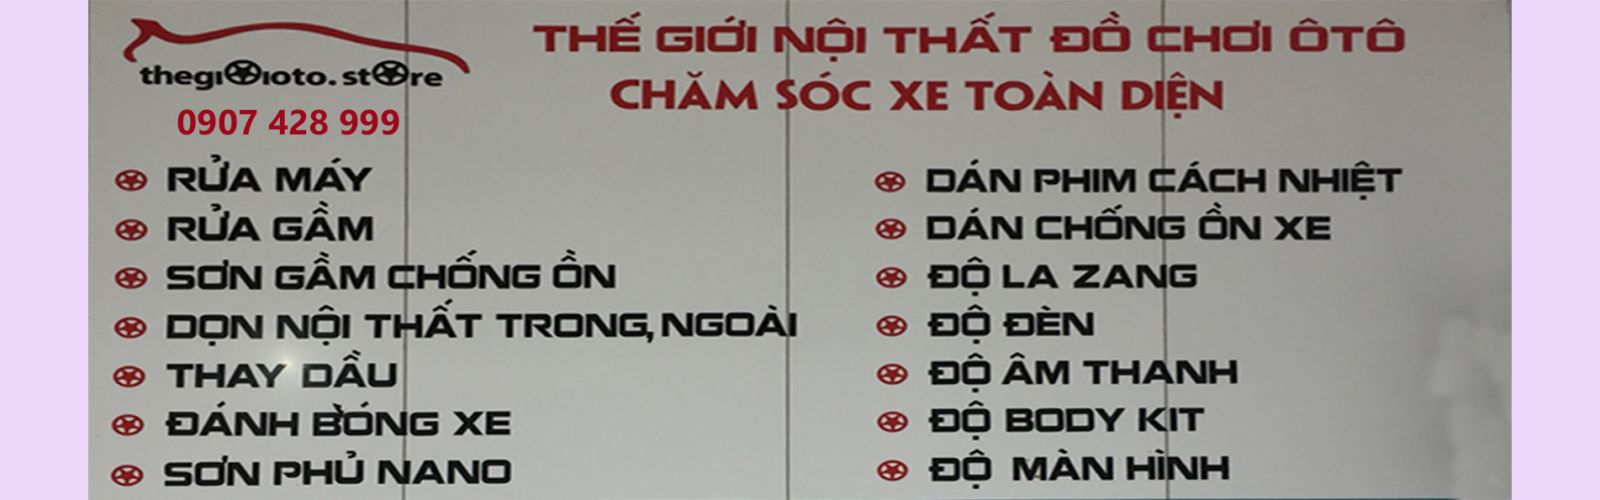 thegioioto.store
0907 428 999
THẾ GIỚI NỘI THẤT ĐỒ CHƠI ÔTÔ
CHĂM SÓC XE TOÀN DIỆN
RỬA MÁY
RỬA GẦM
SƠN GẦM CHỐNG ỒN
DỌN NỘI THẤT TRONG, NGOÀI
THAY DẦU
ĐÁNH BÓNG XE
SƠN PHỦ NANO
DÁN PHIM CÁCH NHIỆT
DÁN CHỐNG ỒN XE
ĐỘ LA ZANG
ĐỘ ĐÈN
ĐỘ ÂM THANH
ĐỘ BODY KIT
ĐỘ MÀN HÌNH